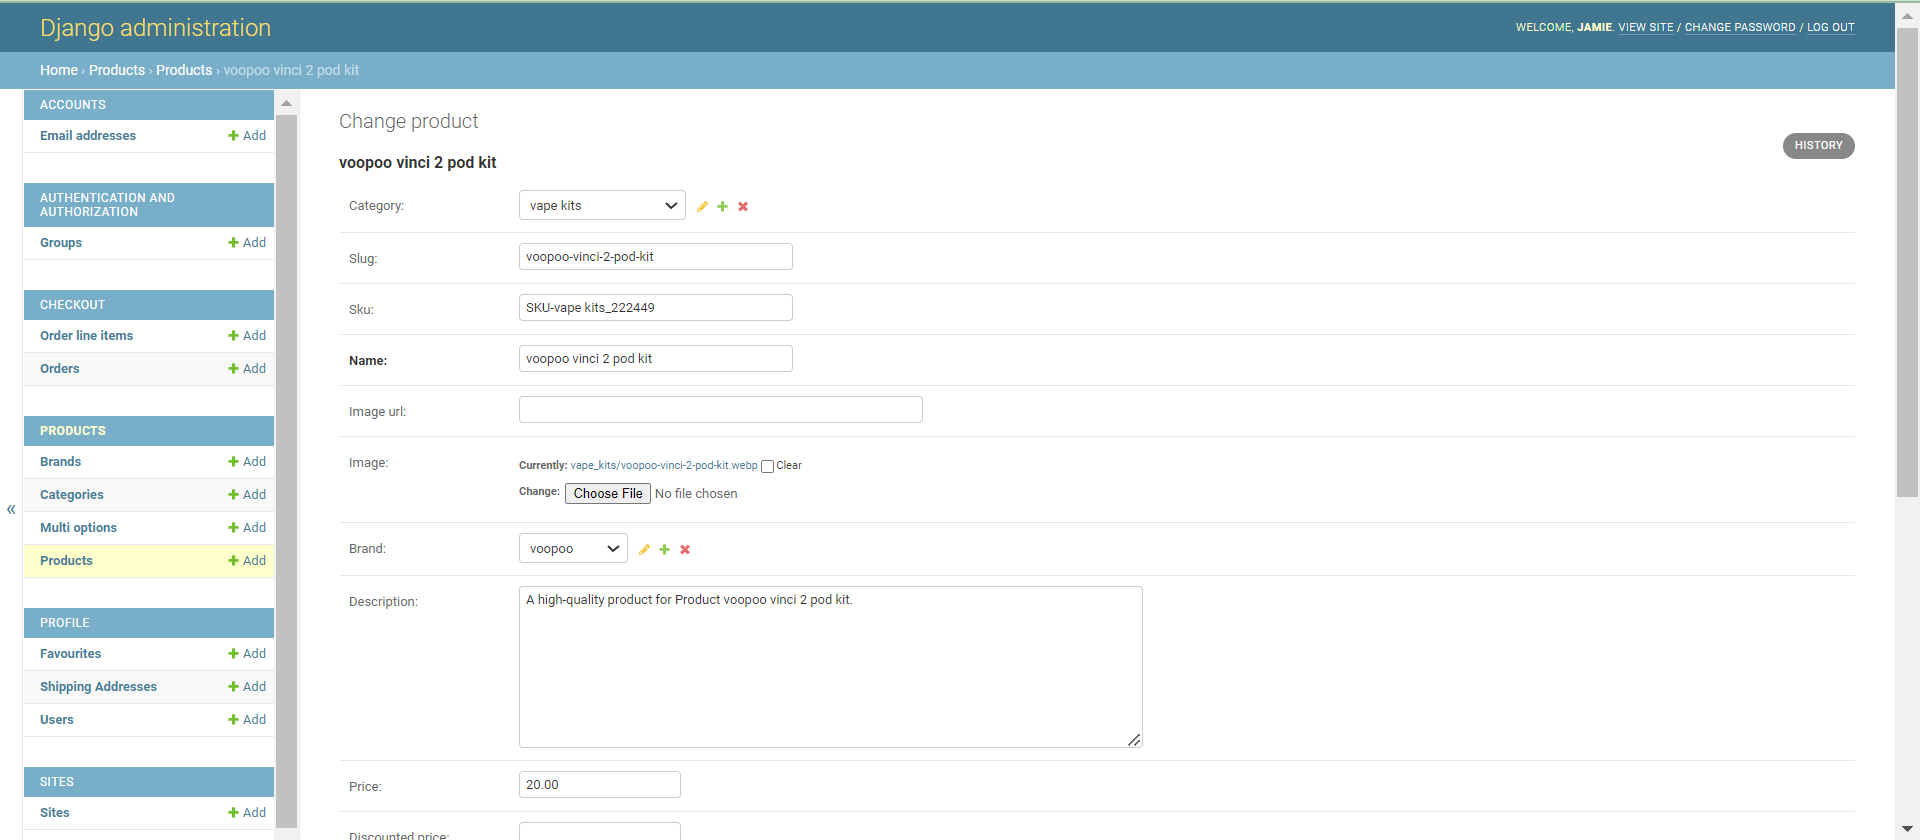 Django administration
WELCOME, JAMIE. VIEW SITE / CHANGE PASSWORD / LOG OUT
Home › Products › Products › voopoo vinci 2 pod kit
ACCOUNTS
Email addresses Add
AUTHENTICATION AND
AUTHORIZATION
Groups Add
CHECKOUT
Order line items Add
Orders Add
PRODUCTS
Brands Add
Categories Add
Multi options Add
Products Add
PROFILE
Favourites Add
Shipping Addresses Add
Users Add
SITES
Sites Add
«
Change product
HISTORY
voopoo vinci 2 pod kit
Category: vape kits
Slug: voopoo-vinci-2-pod-kit
Sku: SKU-vape kits_222449
Name: voopoo vinci 2 pod kit
Image url:
Image: Currently: vape_kits/voopoo-vinci-2-pod-kit.webp Clear
Change: Choose File No file chosen
Brand: voopoo
Description: A high-quality product for Product voopoo vinci 2 pod kit.
Price: 20.00
Discounted price: